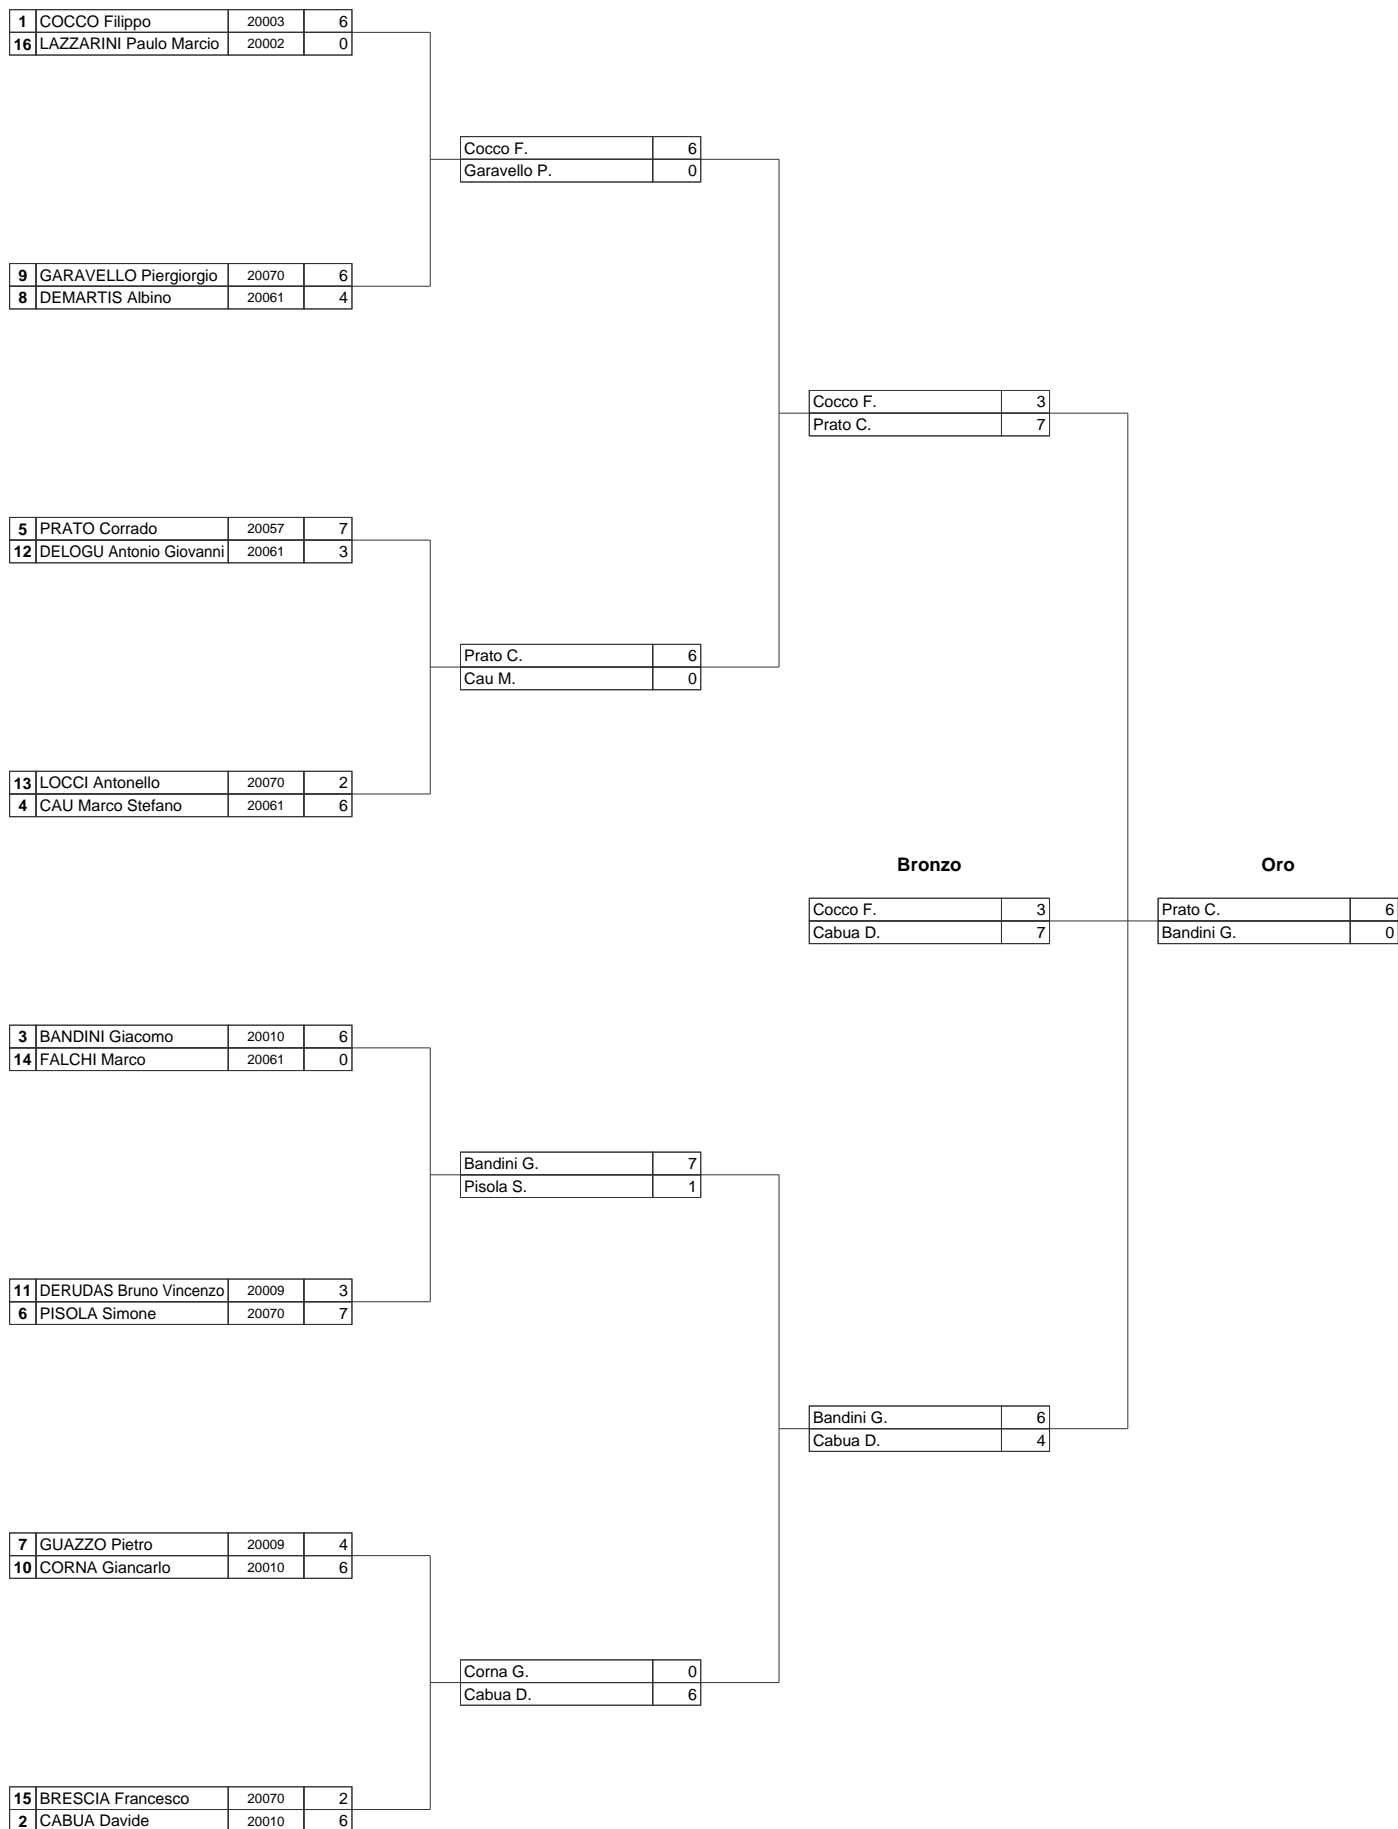 1 COCCO Filippo 20003 6
16 LAZZARINI Paulo Marcio 20002 0
Cocco F. 6
Garavello P. 0
9 GARAVELLO Piergiorgio 20070 6
8 DEMARTIS Albino 20061 4
Cocco F. 3
Prato C. 7
5 PRATO Corrado 20057 7
12 DELOGU Antonio Giovanni 20061 3
Prato C. 6
Cau M. 0
13 LOCCI Antonello 20070 2
4 CAU Marco Stefano 20061 6
Bronzo Oro
Cocco F. 3 Prato C. 6
Cabua D. 7 Bandini G. 0
3 BANDINI Giacomo 20010 6
14 FALCHI Marco 20061 0
Bandini G. 7
Pisola S. 1
11 DERUDAS Bruno Vincenzo 20009 3
6 PISOLA Simone 20070 7
Bandini G. 6
Cabua D. 4
7 GUAZZO Pietro 20009 4
10 CORNA Giancarlo 20010 6
Corna G. 0
Cabua D. 6
15 BRESCIA Francesco 20070 2
2 CABUA Davide 20010 6